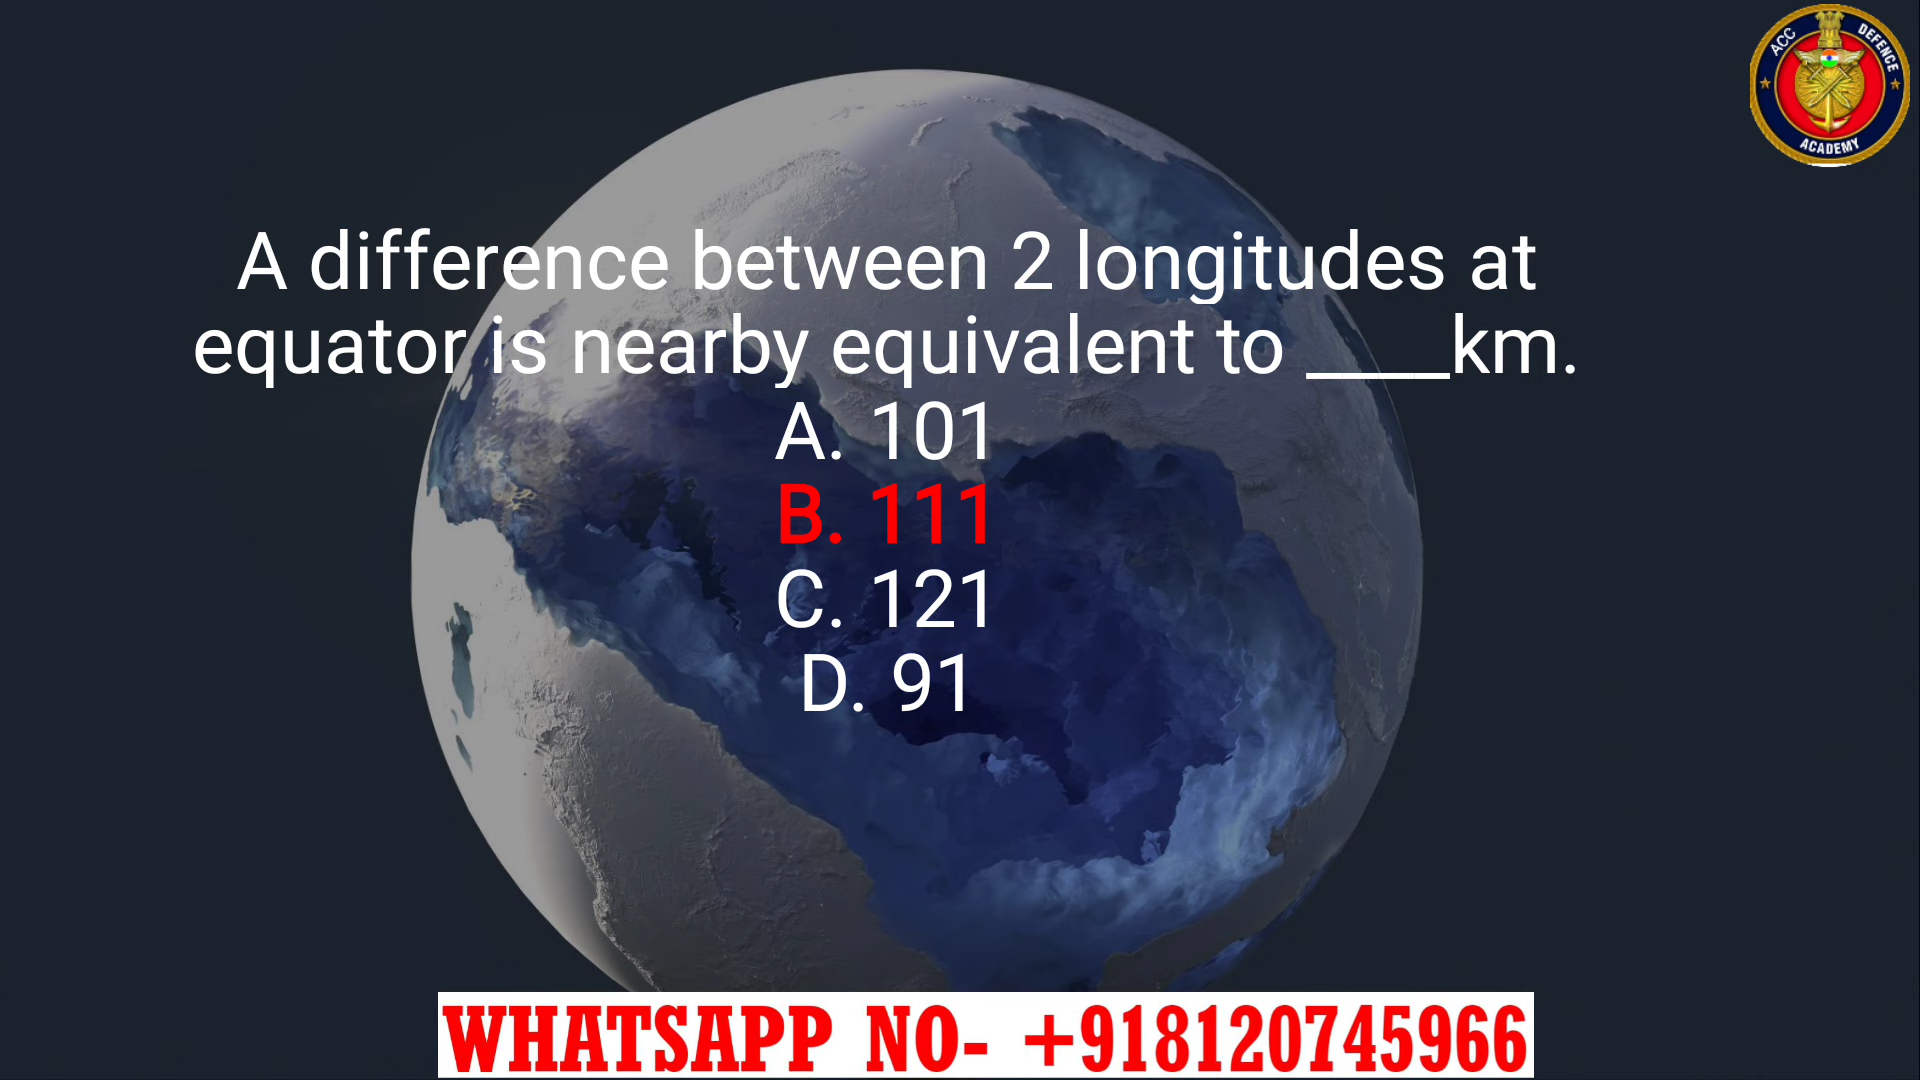 ACC DEFENCE
ACADEMY
A difference between 2 longitudes at
equator is nearby equivalent to ____km.
A. 101
B. 111
C. 121
D. 91
WHATSAPP NO- +918120745966